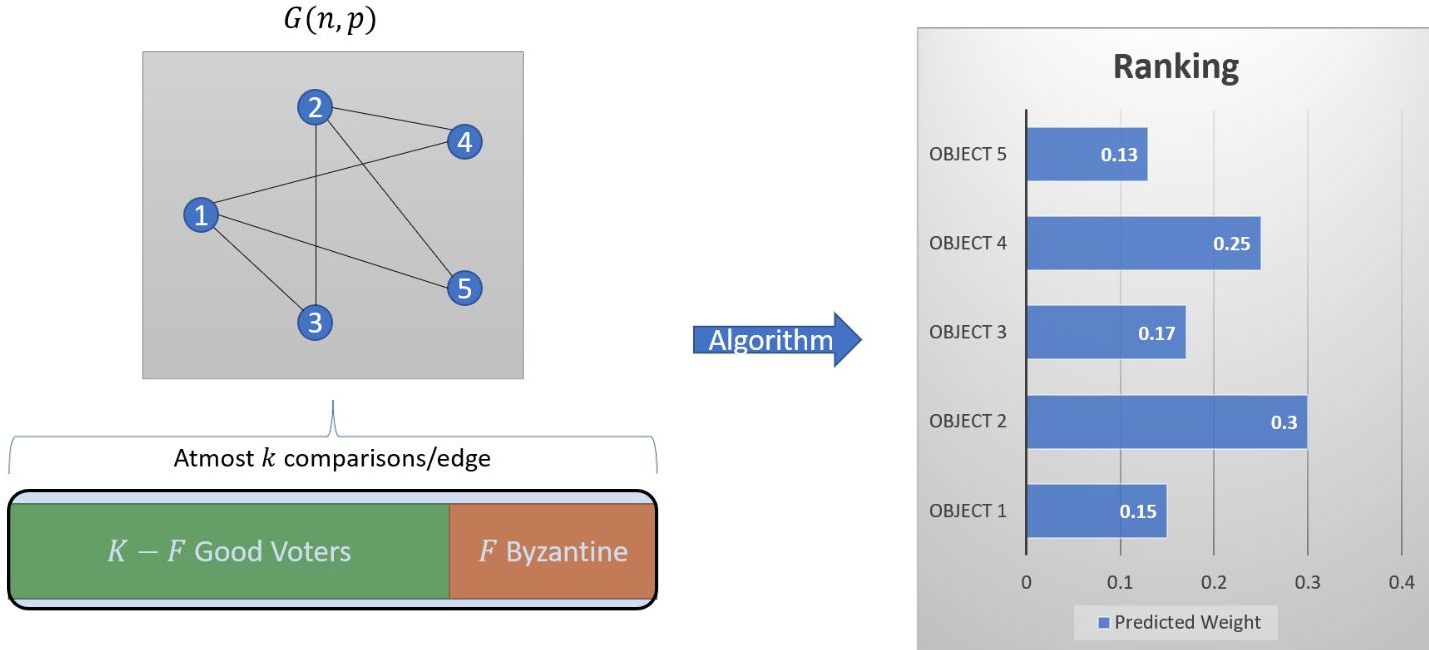 G(n, p)
2
4
1
5
3
Atmost k comparisons/edge
K − F Good Voters
F Byzantine
Algorithm
Ranking
OBJECT 5
0.13
OBJECT 4
0.25
OBJECT 3
0.17
OBJECT 2
0.3
OBJECT 1
0.15
0 0.1 0.2 0.3 0.4
Predicted Weight